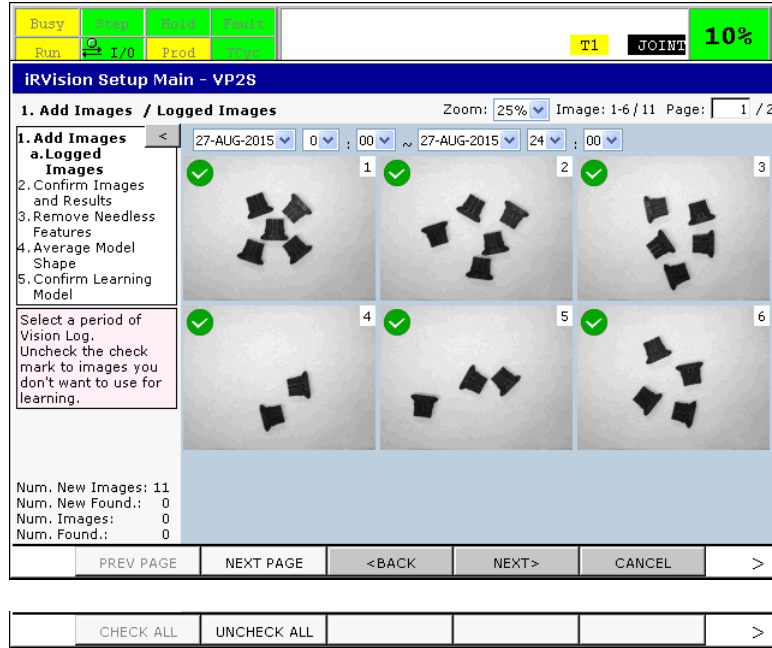 Busy Step Hold Fault
Run I/O Prod TCyc
T1 JOINT 10%
iRVision Setup Main - VP2S
1. Add Images / Logged Images Zoom: 25% Image: 1-6 / 11 Page: 1 / 2
1. Add Images <
a. Logged
Images
2. Confirm Images
and Results
3. Remove Needless
Features
4. Average Model
Shape
5. Confirm Learning
Model
Select a period of
Vision Log.
Uncheck the check
mark to images you
don't want to use for
learning.
Num. New Images: 11
Num. New Found.: 0
Num. Images: 0
Num. Found.: 0
27-AUG-2015 0 : 00 ~ 27-AUG-2015 24 : 00
1 2 3
4 5 6
PREV PAGE NEXT PAGE <BACK NEXT> CANCEL >
CHECK ALL UNCHECK ALL >